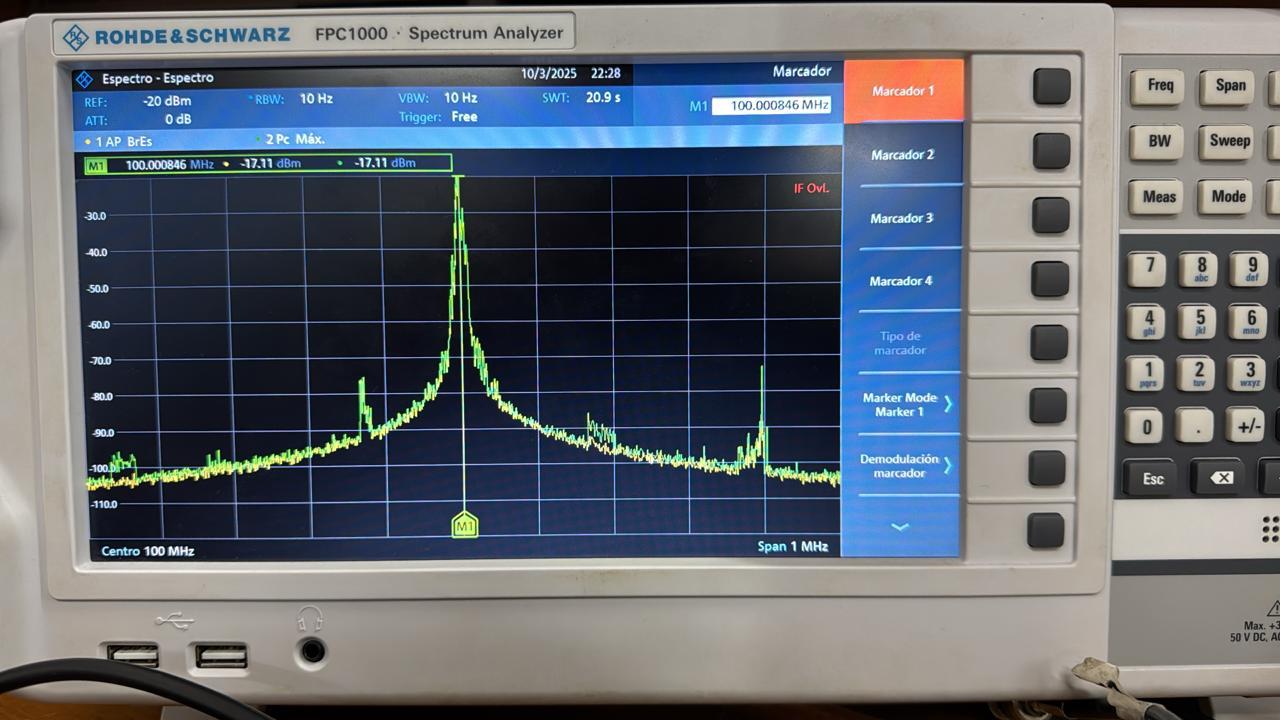 ROHDE&SCHWARZ FPC1000 · Spectrum Analyzer
Espectro - Espectro 10/3/2025 22:28 Marcador
REF: -20 dBm RBW: 10 Hz VBW: 10 Hz SWT: 20.9 s
ATT: 0 dB Trigger: Free
M1 100.000846 MHz
1 AP BrEs 2 Pc Máx.
M1 100.000846 MHz -17.11 dBm -17.11 dBm
IF Ovl.
-30.0
-40.0
-50.0
-60.0
-70.0
-80.0
-90.0
-100.0
-110.0
M1
Centro 100 MHz Span 1 MHz
Marcador 1
Marcador 2
Marcador 3
Marcador 4
Tipo de
marcador
Marker Mode
Marker 1
Demodulación
marcador
Freq Span
BW Sweep
Meas Mode
7 8 abc 9 def
4 ghi 5 jkl 6 mno
1 pqrs 2 tuv 3 wxyz
0 . +/-
Esc
Max. +3
50 V DC, AC